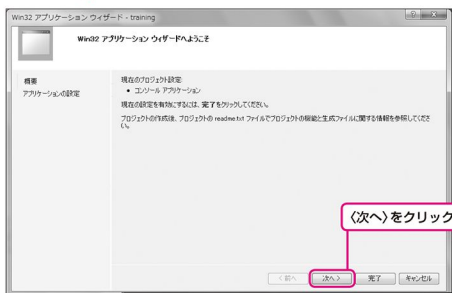 Win32 アプリケーション ウィザード - training
Win32 アプリケーション ウィザードへようこそ
概要
アプリケーションの設定
現在のプロジェクト設定:
• コンソール アプリケーション
現在の設定を有効にするには、完了をクリックしてください。
プロジェクトの作成後、プロジェクトの readme.txt ファイルでプロジェクトの機能と生成ファイルに関する情報を参照してくださ
い。
〈次へ〉をクリック
< 前へ
次へ >
完了
キャンセル